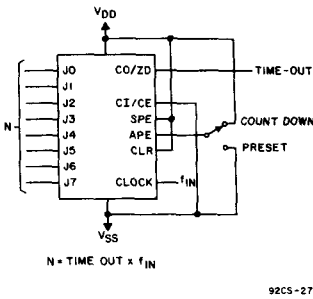 VDD
J0 CO/ZD TIME-OUT
J1
J2 CI/CE
J3 SPE COUNT DOWN
N J4 APE
J5 CLR PRESET
J6
J7 CLOCK fIN
VSS
N = TIME OUT x fIN
92CS-27